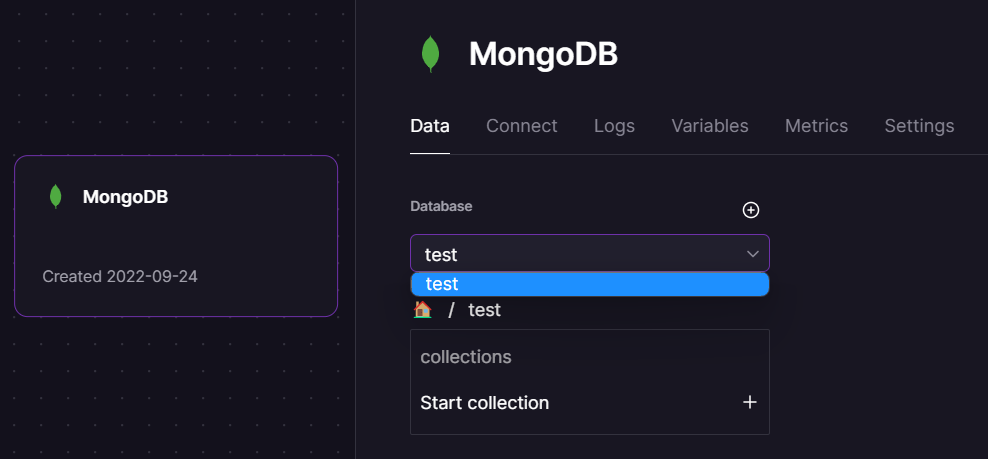 MongoDB
Created 2022-09-24
MongoDB
Data Connect Logs Variables Metrics Settings
Database
test
test
/ test
collections
Start collection